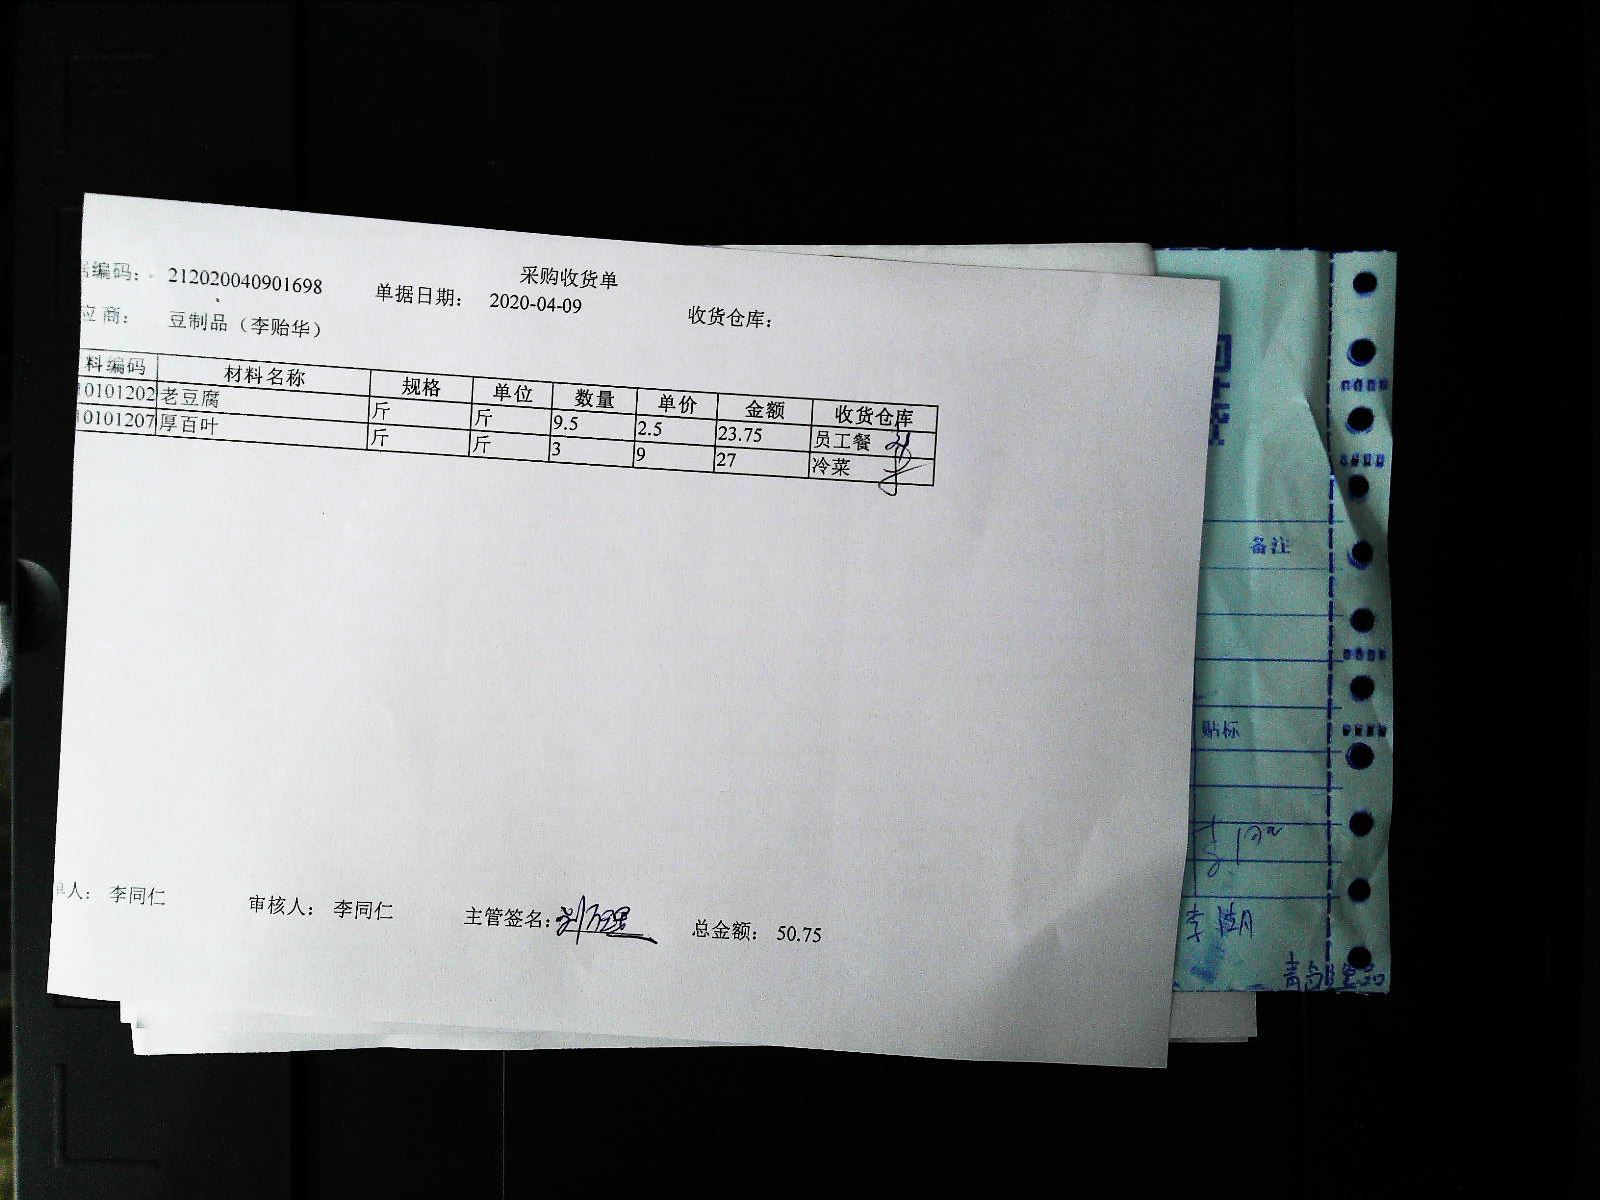 采购收货单
编码： 212020040901698 单据日期： 2020-04-09 收货仓库：
应商： 豆制品（李贻华）
料编码 材料名称 规格 单位 数量 单价 金额 收货仓库
10101202 老豆腐 斤 斤 9.5 2.5 23.75 员工餐
10101207 厚百叶 斤 斤 3 9 27 冷菜
单人： 李同仁 审核人： 李同仁 主管签名： 总金额： 50.75
备注
贴标
李湖